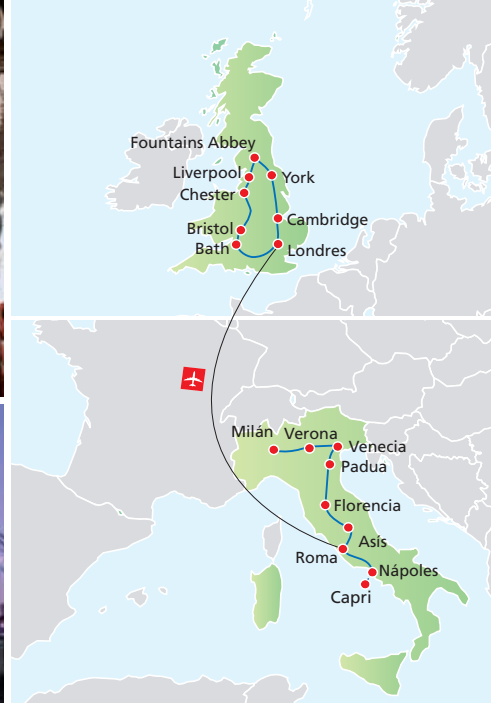 Fountains Abbey
Liverpool
York
Chester
Cambridge
Bristol
Bath
Londres
Milán
Verona
Venecia
Padua
Florencia
Asís
Roma
Nápoles
Capri